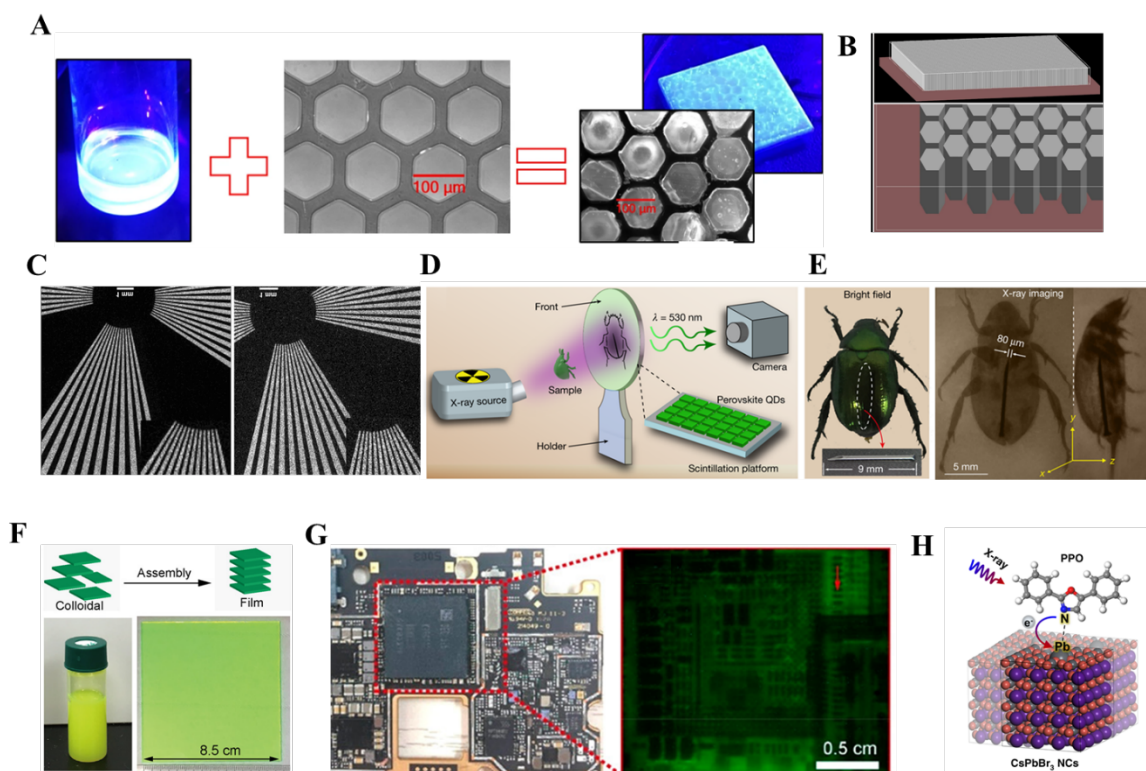 A
100 μm
100 μm
B
C
1 mm
1 mm
D
Front
λ = 530 nm
Camera
Sample
X-ray source
Perovskite QDs
Holder
Scintillation platform
E
Bright field
9 mm
X-ray imaging
80 μm
5 mm
x
y
z
F
Colloidal
Assembly
Film
8.5 cm
G
0.5 cm
H
X-ray
PPO
e-
N
Pb
CsPbBr3 NCs